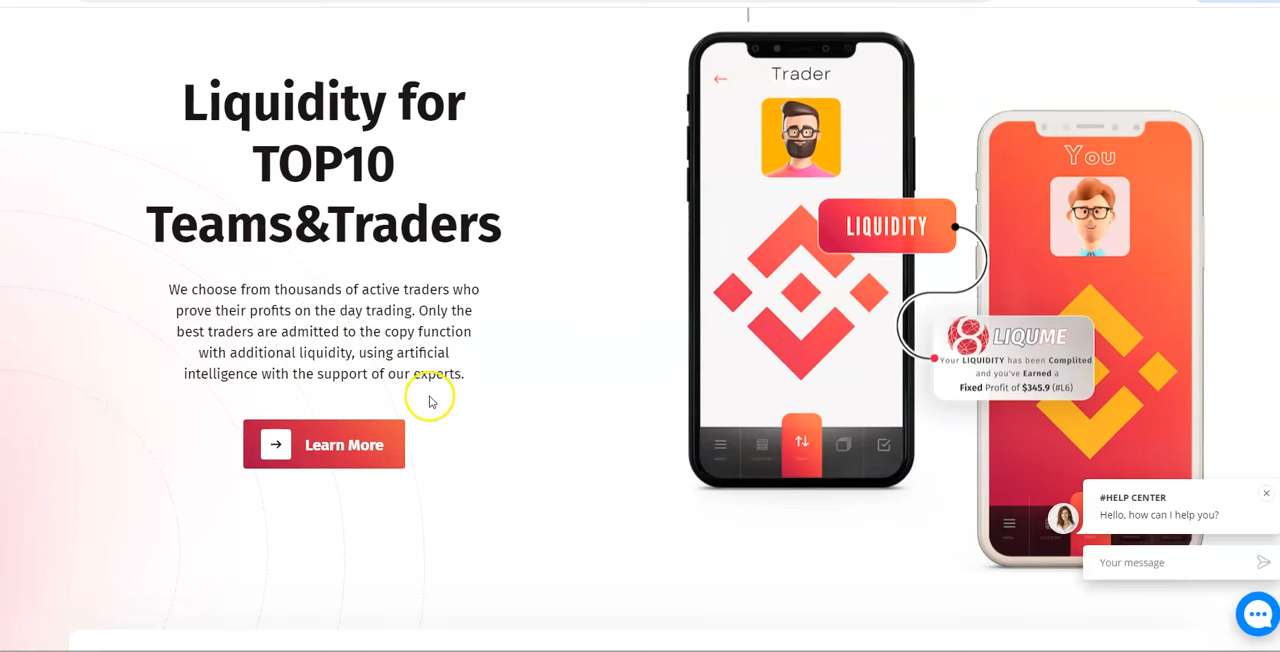 Liquidity for
TOP10
Teams&Traders
We choose from thousands of active traders who
prove their profits on the day trading. Only the
best traders are admitted to the copy function
with additional liquidity, using artificial
intelligence with the support of our experts.
Learn More
Trader
LIQUIDITY
You
LIQUME
Your LIQUIDITY has been Complited
and you've Earned a
Fixed Profit of $345.9 (#L6)
#HELP CENTER
Hello, how can I help you?
Your message